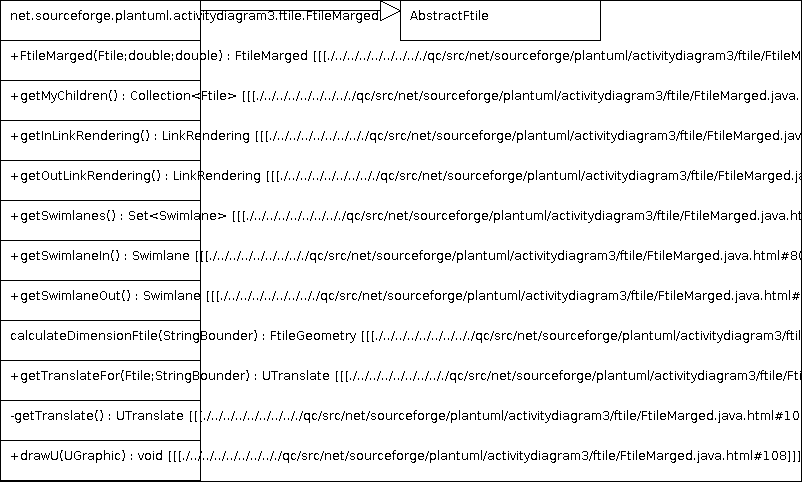 net.sourceforge.plantuml.activitydiagram3.ftile.FtileMarged
AbstractFtile
+FtileMarged(Ftile;double;double) : FtileMarged [[[./../../../../../../../qc/src/net/sourceforge/plantuml/activitydiagram3/ftile/FtileM
+getMyChildren() : Collection<Ftile> [[[./../../../../../../../qc/src/net/sourceforge/plantuml/activitydiagram3/ftile/FtileMarged.java.
+getInLinkRendering() : LinkRendering [[[./../../../../../../../qc/src/net/sourceforge/plantuml/activitydiagram3/ftile/FtileMarged.jav
+getOutLinkRendering() : LinkRendering [[[./../../../../../../../qc/src/net/sourceforge/plantuml/activitydiagram3/ftile/FtileMarged.ja
+getSwimlanes() : Set<Swimlane> [[[./../../../../../../../qc/src/net/sourceforge/plantuml/activitydiagram3/ftile/FtileMarged.java.ht
+getSwimlaneIn() : Swimlane [[[./../../../../../../../qc/src/net/sourceforge/plantuml/activitydiagram3/ftile/FtileMarged.java.html#80
+getSwimlaneOut() : Swimlane [[[./../../../../../../../qc/src/net/sourceforge/plantuml/activitydiagram3/ftile/FtileMarged.java.html#
calculateDimensionFtile(StringBounder) : FtileGeometry [[[./../../../../../../../qc/src/net/sourceforge/plantuml/activitydiagram3/ftil
+getTranslateFor(Ftile;StringBounder) : UTranslate [[[./../../../../../../../qc/src/net/sourceforge/plantuml/activitydiagram3/ftile/Fti
-getTranslate() : UTranslate [[[./../../../../../../../qc/src/net/sourceforge/plantuml/activitydiagram3/ftile/FtileMarged.java.html#10
+drawU(UGraphic) : void [[[./../../../../../../../qc/src/net/sourceforge/plantuml/activitydiagram3/ftile/FtileMarged.java.html#108]]]